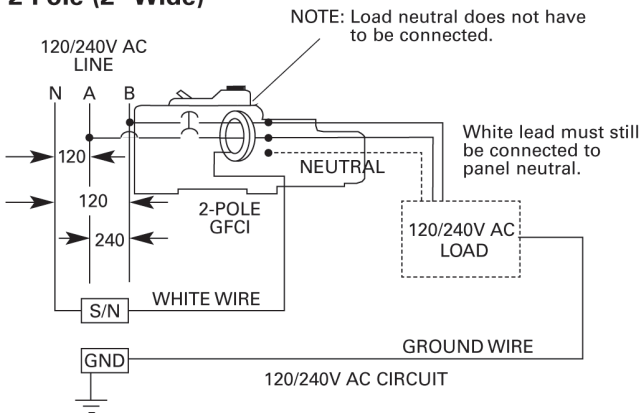 2-Pole (2" Wide)
NOTE: Load neutral does not have
to be connected.
120/240V AC
LINE
N A B
White lead must still
be connected to
panel neutral.
120
NEUTRAL
120
2-POLE
GFCI
120/240V AC
LOAD
240
WHITE WIRE
S/N
GROUND WIRE
GND
120/240V AC CIRCUIT